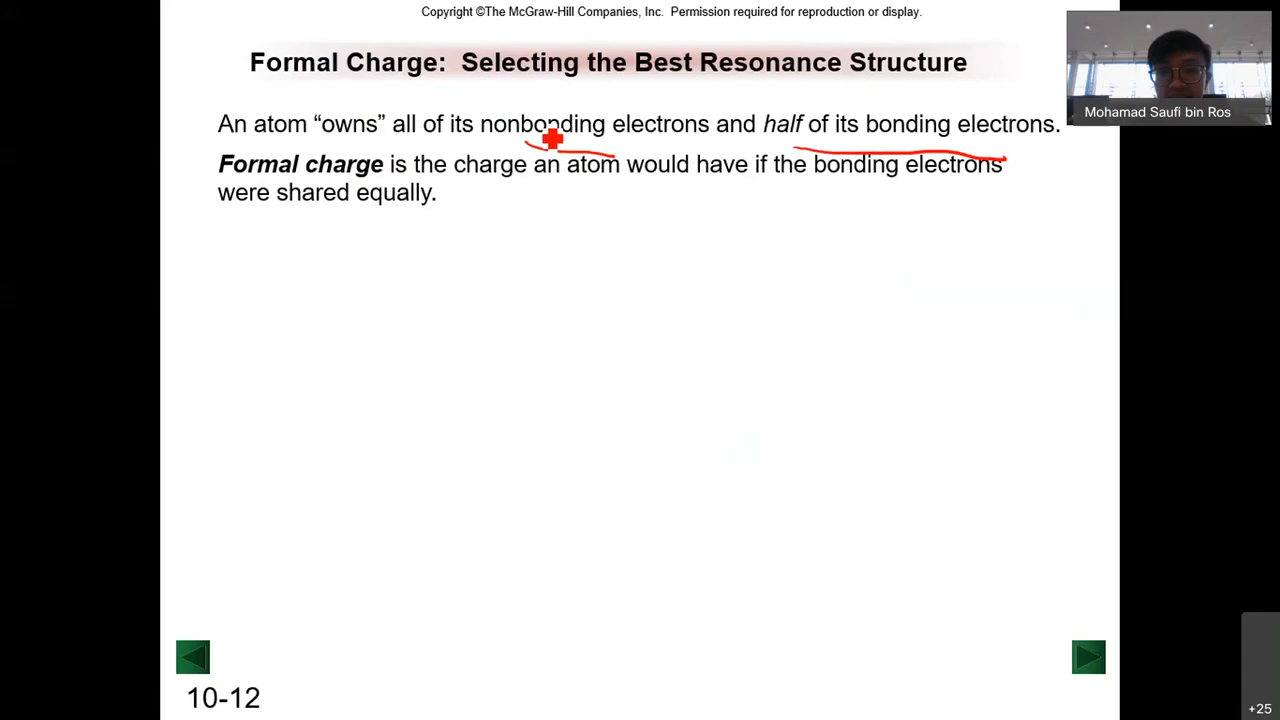 Copyright ©The McGraw-Hill Companies, Inc. Permission required for reproduction or display.
Formal Charge: Selecting the Best Resonance Structure
Mohamad Saufi bin Ros
An atom “owns” all of its nonbonding electrons and half of its bonding electrons.
Formal charge is the charge an atom would have if the bonding electrons
were shared equally.
10-12
+25